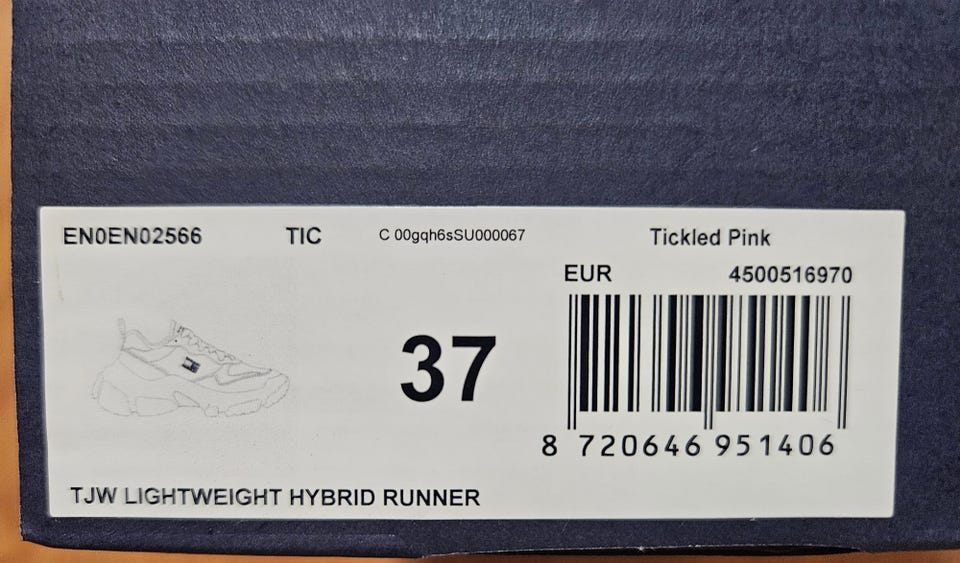 EN0EN02566 TIC C 00gqh6sSU000067 Tickled Pink
EUR 4500516970
37
8 720646 951406
TJW LIGHTWEIGHT HYBRID RUNNER